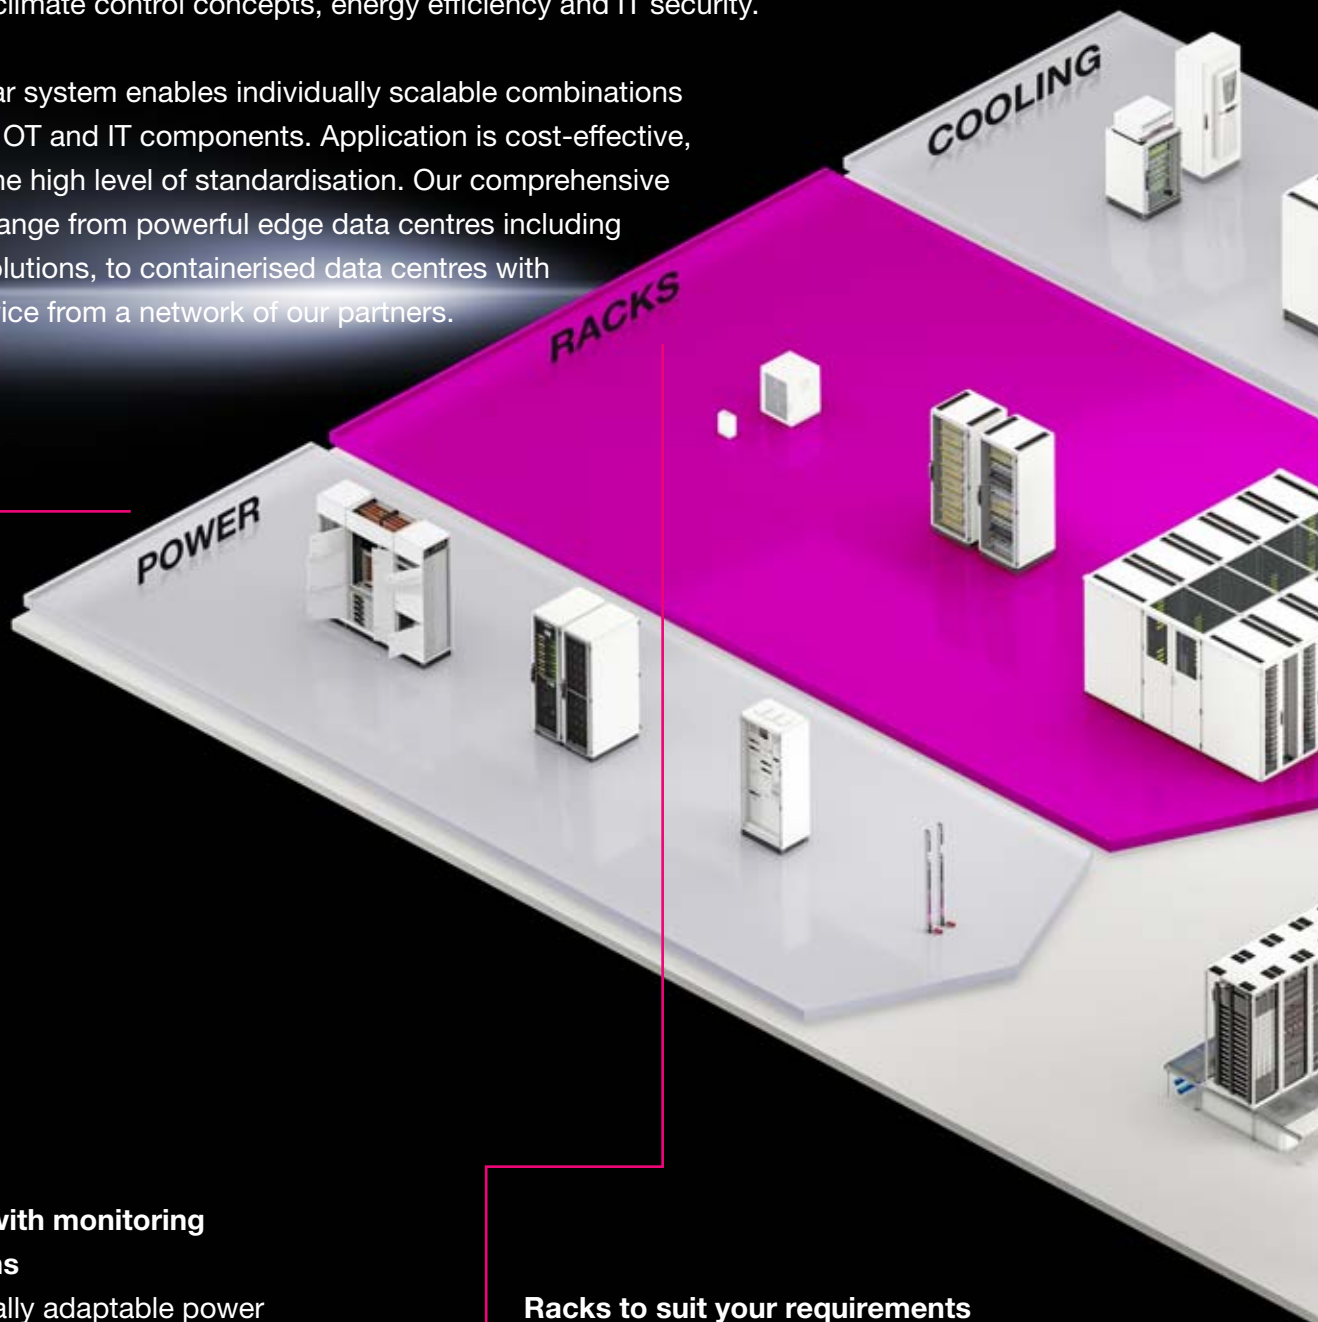 climate control concepts, energy efficiency and IT security.
ar system enables individually scalable combinations
OT and IT components. Application is cost-effective,
he high level of standardisation. Our comprehensive
ange from powerful edge data centres including
olutions, to containerised data centres with
vice from a network of our partners.
COOLING
RACKS
POWER
with monitoring
ns
ally adaptable power
Racks to suit your requirements